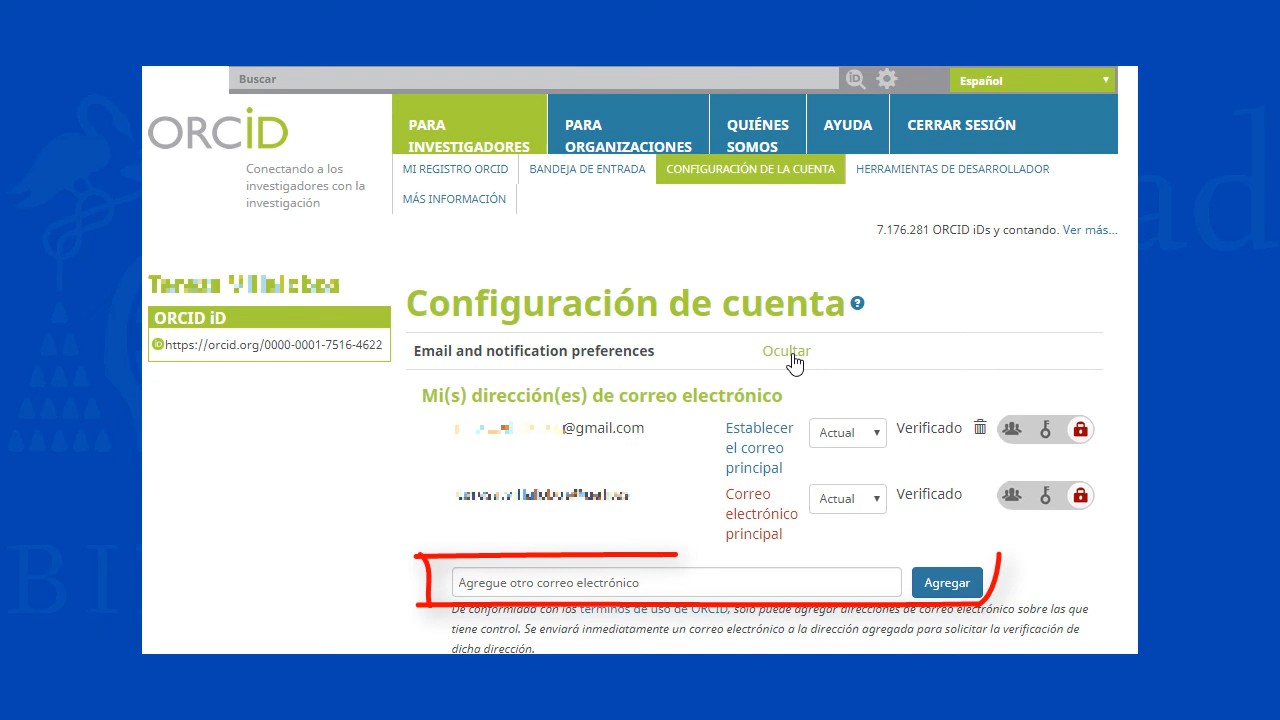 Buscar
Español
ORCID
Conectando a los
investigadores con la
investigación
PARA
INVESTIGADORES
PARA
ORGANIZACIONES
QUIÉNES
SOMOS
AYUDA
CERRAR SESIÓN
MI REGISTRO ORCID
BANDEJA DE ENTRADA
CONFIGURACIÓN DE LA CUENTA
HERRAMIENTAS DE DESARROLLADOR
MÁS INFORMACIÓN
7.176.281 ORCID iDs y contando. Ver más...
ORCID iD
https://orcid.org/0000-0001-7516-4622
Configuración de cuenta
Email and notification preferences
Ocultar
Mi(s) dirección(es) de correo electrónico
@gmail.com
Establecer
el correo
principal
Actual
Verificado
Correo
electrónico
principal
Actual
Verificado
Agregue otro correo electrónico
Agregar
De conformidad con los términos de uso de ORCID, solo puede agregar direcciones de correo electrónico sobre las que
tiene control. Se enviará inmediatamente un correo electrónico a la dirección agregada para solicitar la verificación de
dicha dirección.